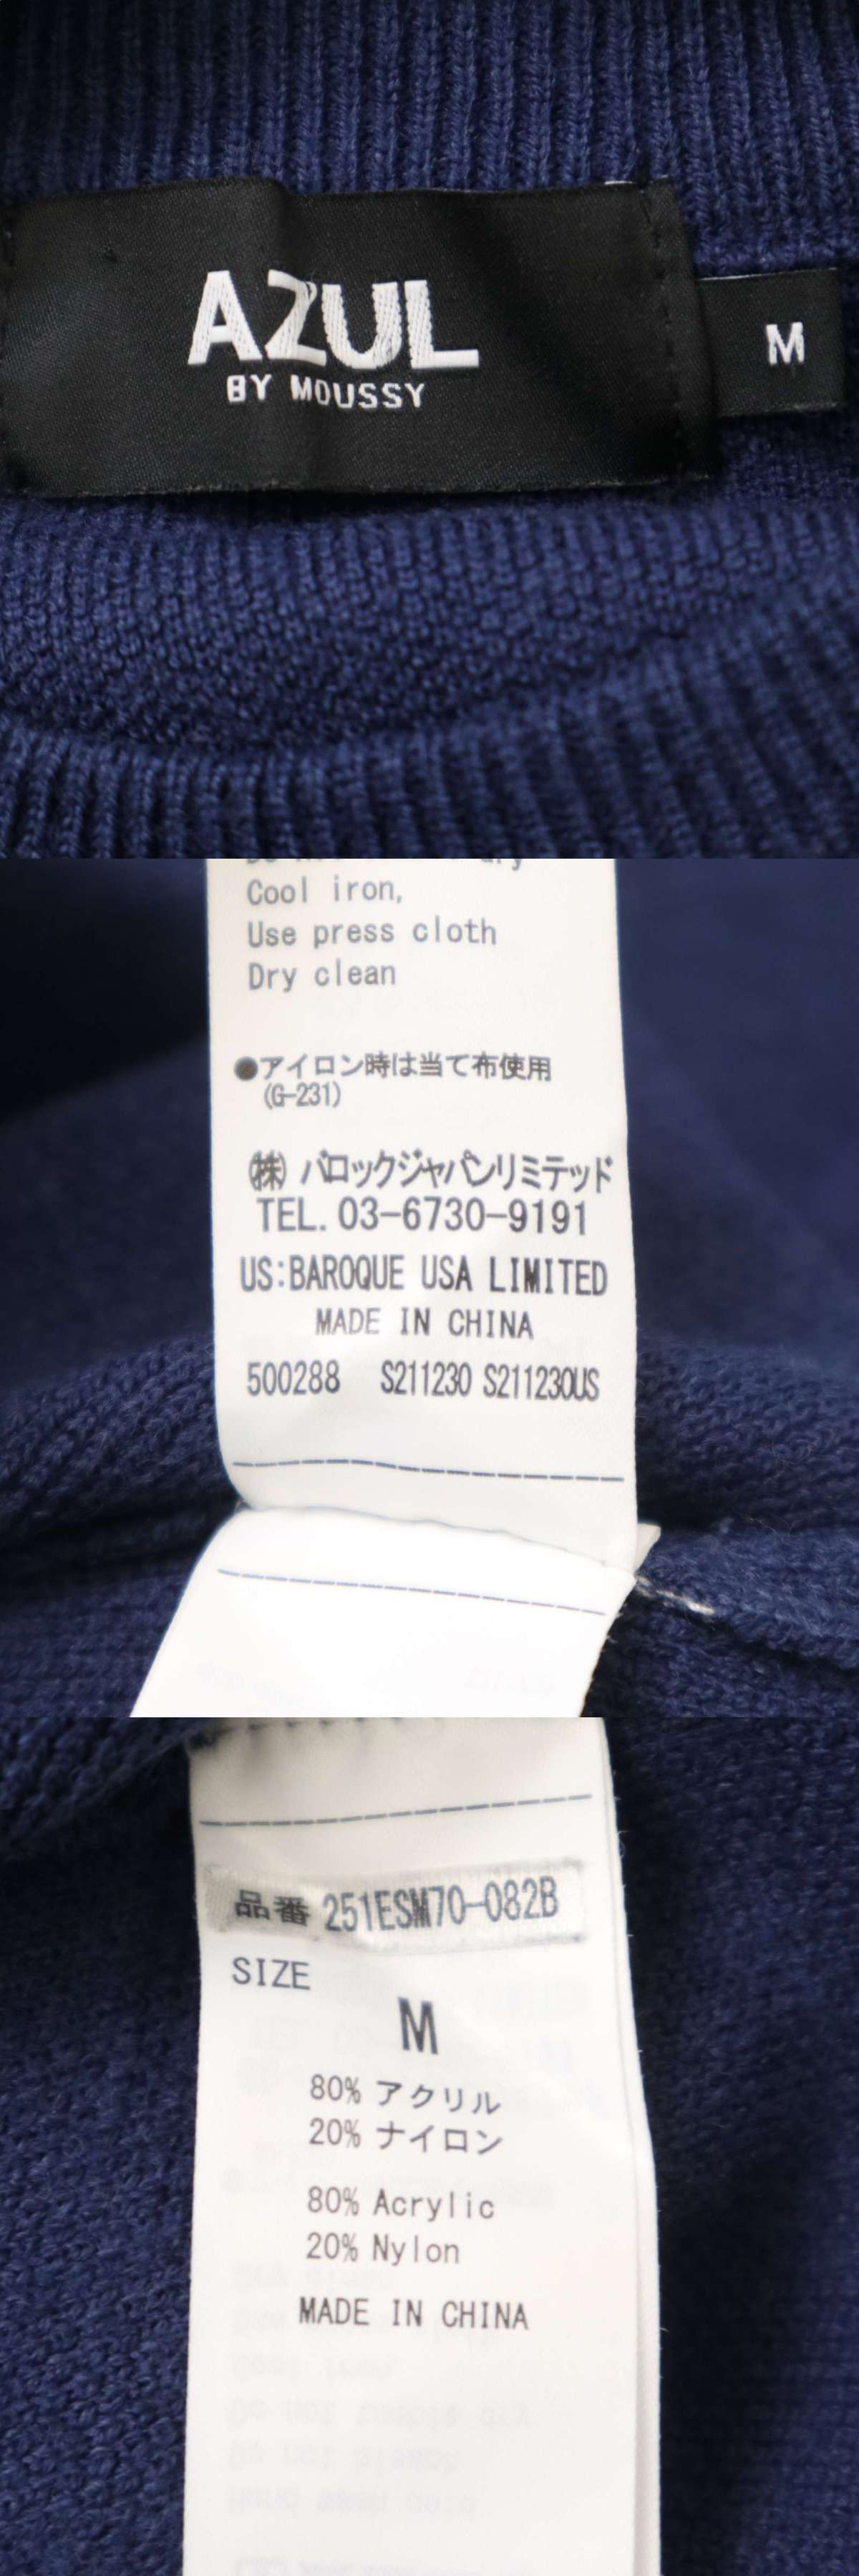 AZUL
BY MOUSSY
M
Cool iron,
Use press cloth
Dry clean
●アイロン時は当て布使用
(G-231)
㈱ バロックジャパンリミテッド
TEL. 03-6730-9191
US:BAROQUE USA LIMITED
MADE IN CHINA
500288 S211230 S211230US
品番 251ESM70-082B
SIZE
M
80% アクリル
20% ナイロン
80% Acrylic
20% Nylon
MADE IN CHINA